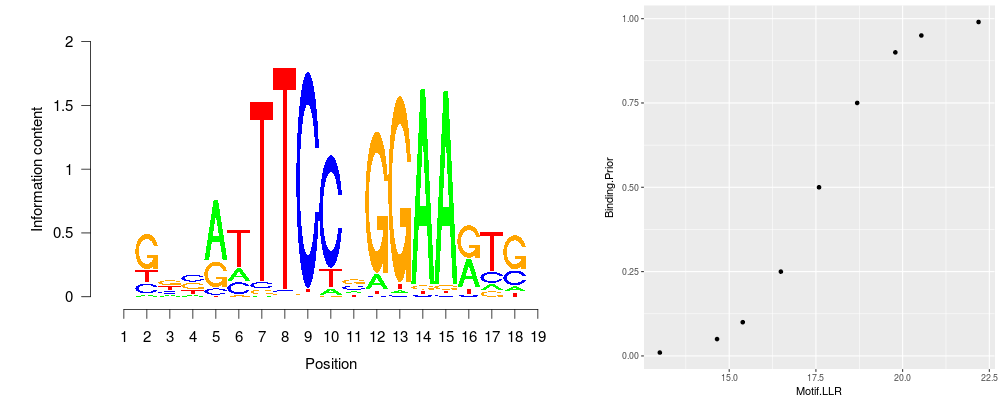 2
1.5
1
0.5
0
Information content
G
T
C
G
A
G
C
T
A
C
T
T
C
C
T
A
G
A
G
A
A
G
A
T
C
A
G
C
A
1 2 3 4 5 6 7 8 9 10 11 12 13 14 15 16 17 18 19
Position
1.00
0.75
0.50
0.25
0.00
Binding.Prior
15.0 17.5 20.0 22.5
Motif.LLR